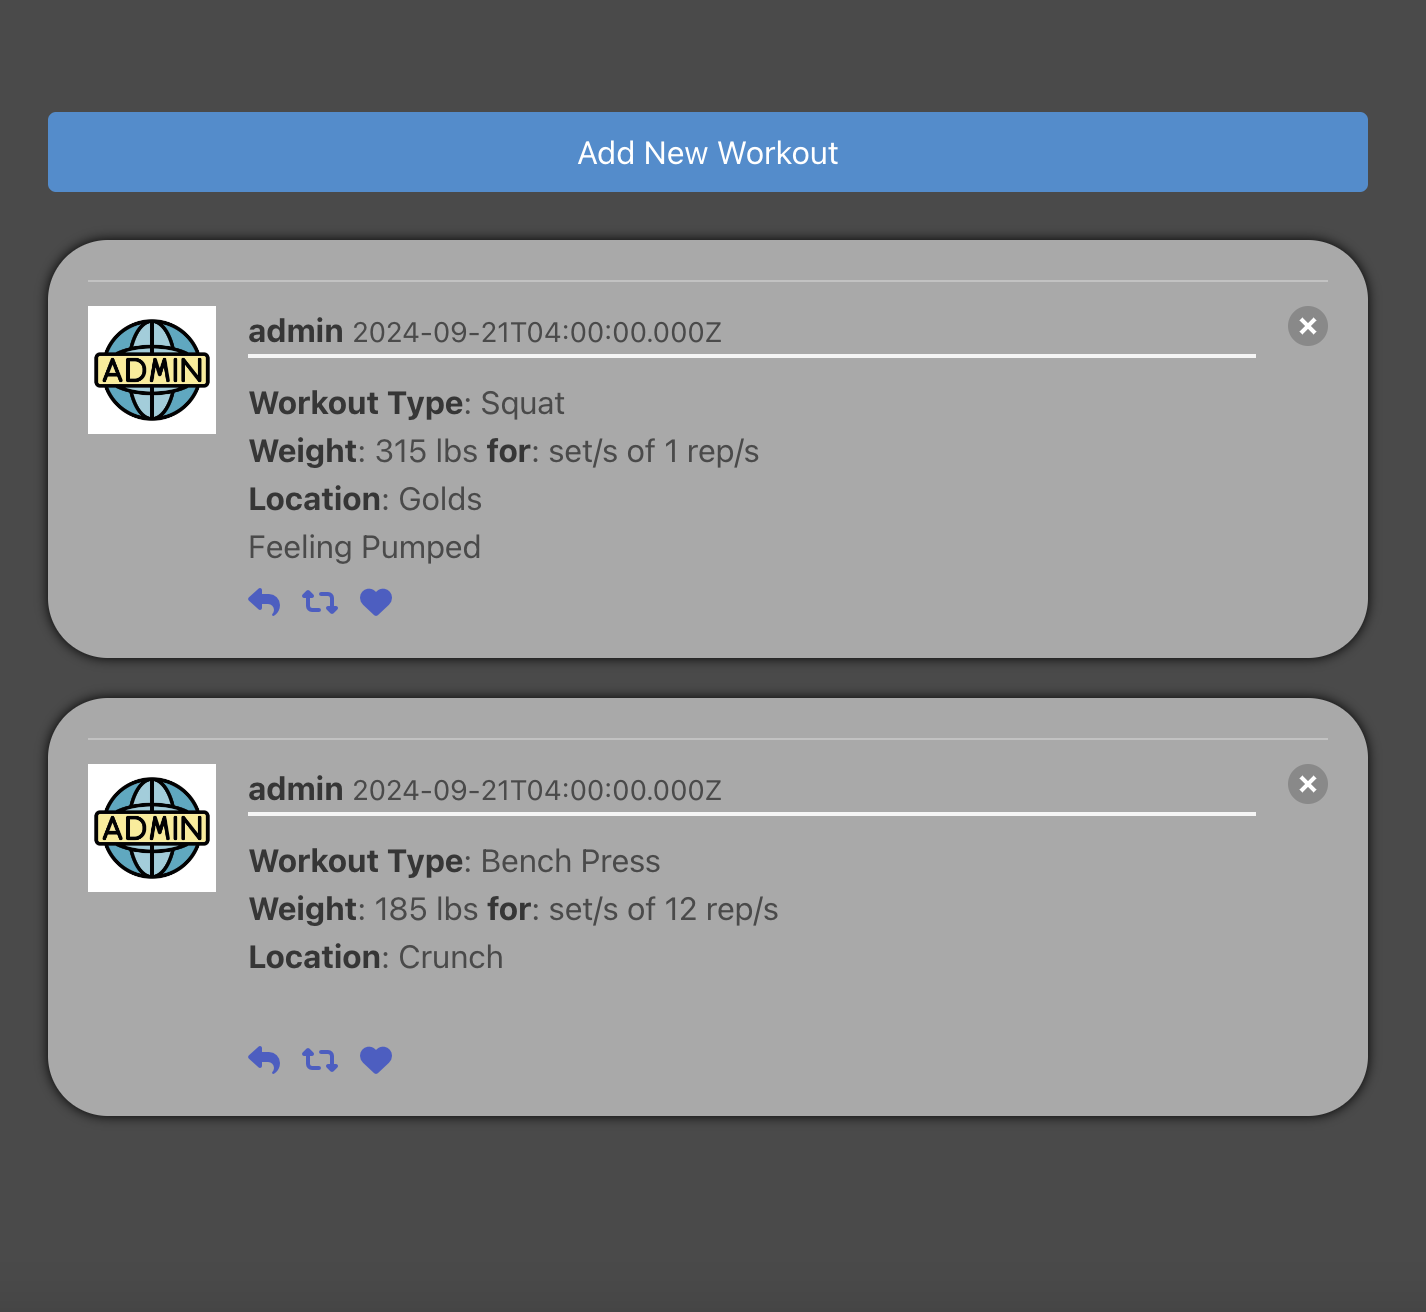 Add New Workout
ADMIN
admin 2024-09-21T04:00:00.000Z
Workout Type: Squat
Weight: 315 lbs for: set/s of 1 rep/s
Location: Golds
Feeling Pumped
ADMIN
admin 2024-09-21T04:00:00.000Z
Workout Type: Bench Press
Weight: 185 lbs for: set/s of 12 rep/s
Location: Crunch